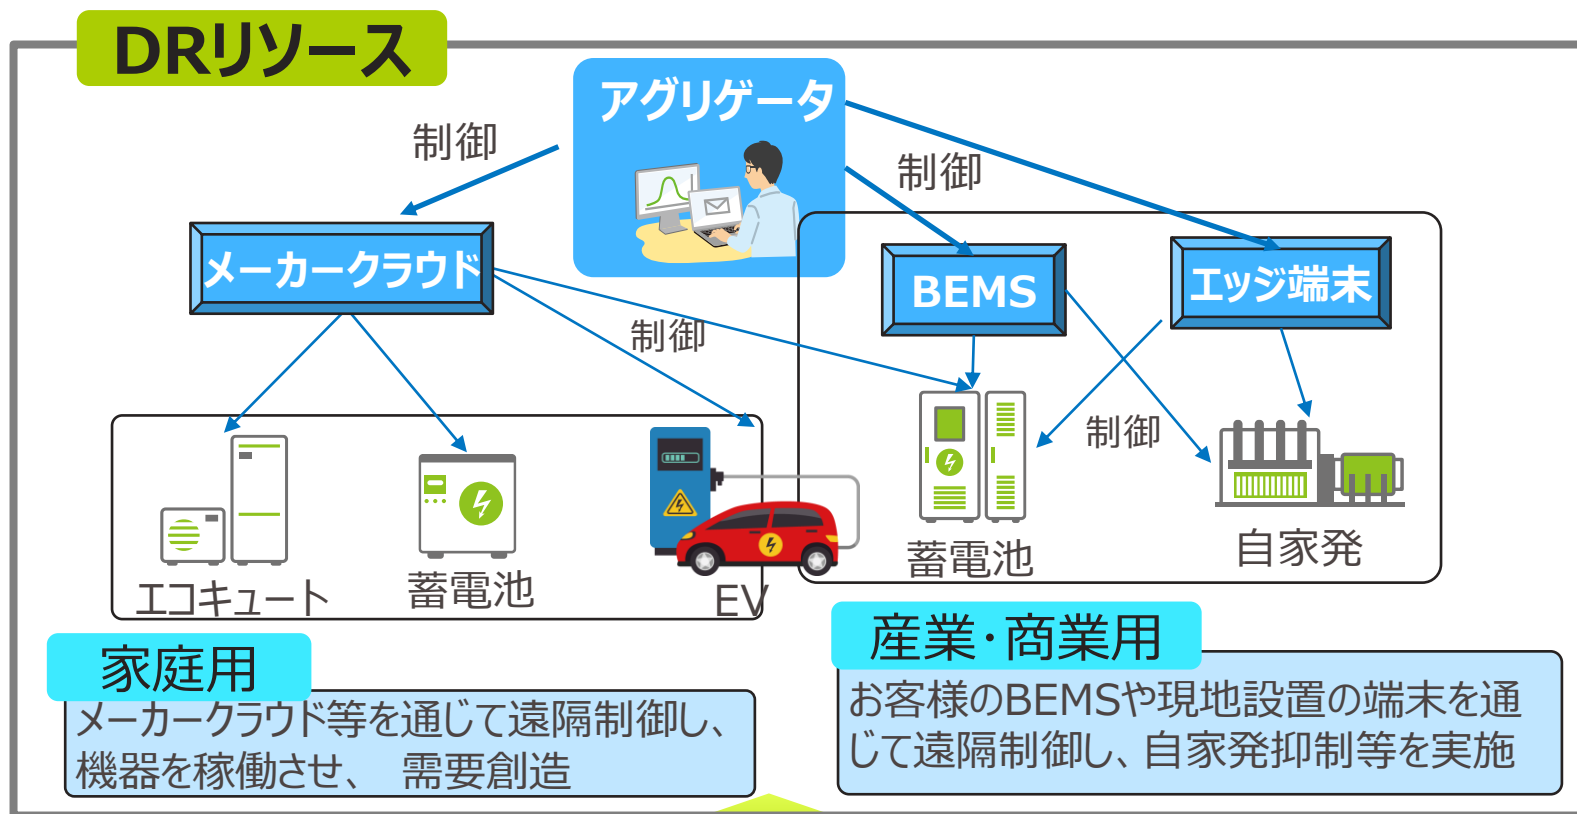 DRリソース
アグリゲータ
制御
制御
メーカークラウド
BEMS
エッジ端末
制御
制御
エコキュート
蓄電池
EV
蓄電池
自家発
家庭用
メーカークラウド等を通じて遠隔制御し、
機器を稼働させ、 需要創造
産業・商業用
お客様のBEMSや現地設置の端末を通
じて遠隔制御し、自家発抑制等を実施